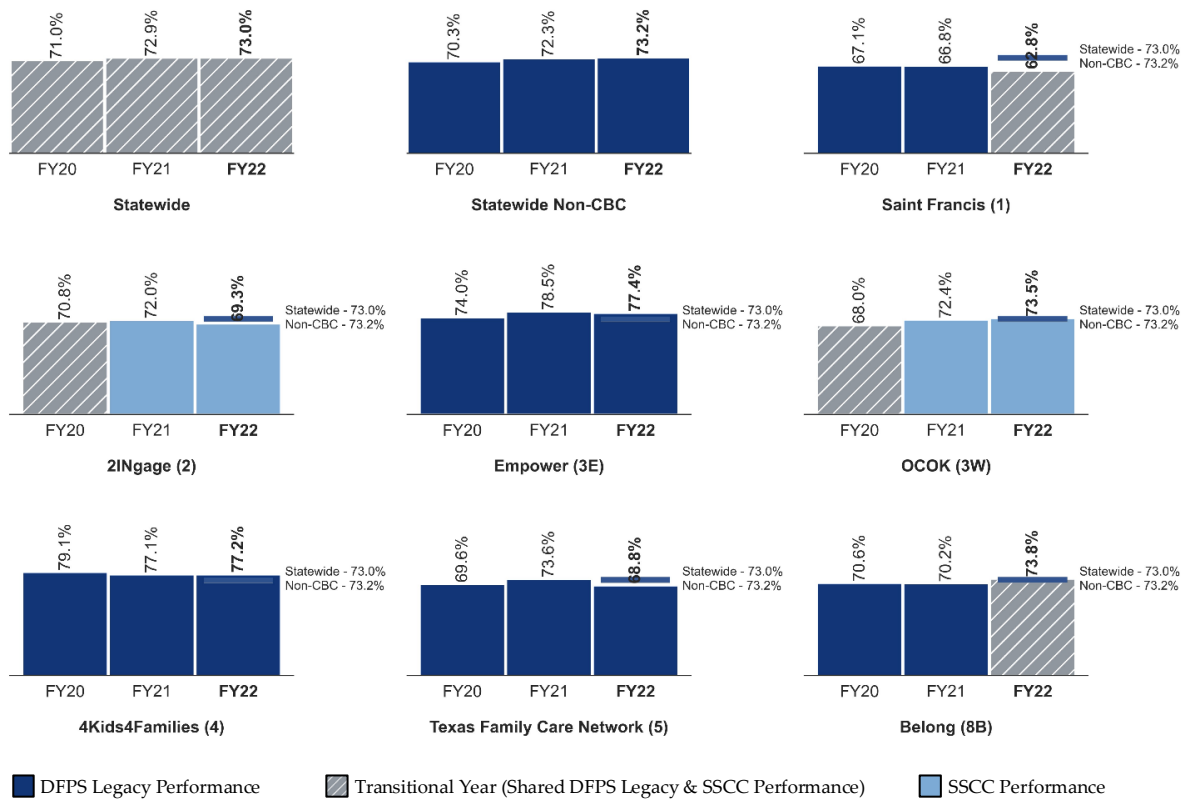 71.0%
72.9%
73.0%
FY20
FY21
FY22
Statewide
70.3%
72.3%
73.2%
FY20
FY21
FY22
Statewide Non-CBC
67.1%
66.8%
62.8%
Statewide - 73.0%
Non-CBC - 73.2%
FY20
FY21
FY22
Saint Francis (1)
70.8%
72.0%
69.3%
Statewide - 73.0%
Non-CBC - 73.2%
FY20
FY21
FY22
2INgage (2)
74.0%
78.5%
77.4%
Statewide - 73.0%
Non-CBC - 73.2%
FY20
FY21
FY22
Empower (3E)
68.0%
72.4%
73.5%
Statewide - 73.0%
Non-CBC - 73.2%
FY20
FY21
FY22
OCOK (3W)
79.1%
77.1%
77.2%
Statewide - 73.0%
Non-CBC - 73.2%
FY20
FY21
FY22
4Kids4Families (4)
69.6%
73.6%
68.8%
Statewide - 73.0%
Non-CBC - 73.2%
FY20
FY21
FY22
Texas Family Care Network (5)
70.6%
70.2%
73.8%
Statewide - 73.0%
Non-CBC - 73.2%
FY20
FY21
FY22
Belong (8B)
DFPS Legacy Performance
Transitional Year (Shared DFPS Legacy & SSCC Performance)
SSCC Performance